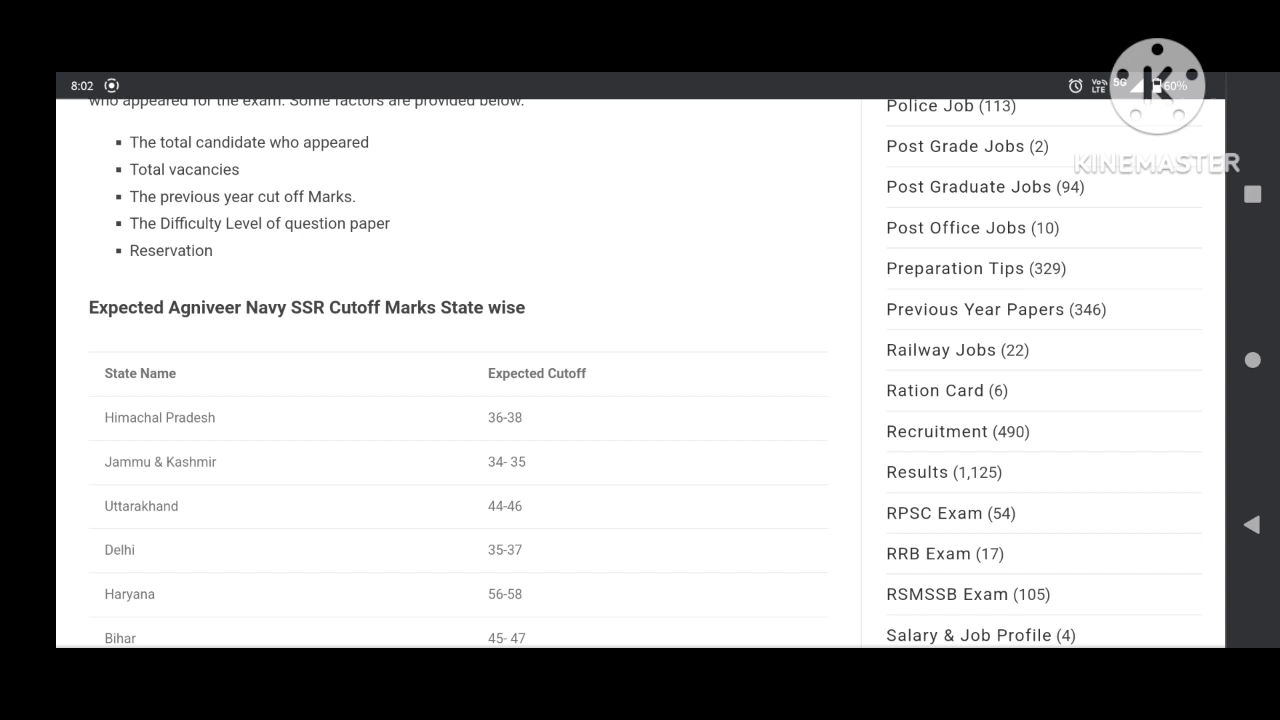 8:02
Vo)) LTE 5G 60%
KINEMASTER
who appeared for the exam. Some factors are provided below.
▪ The total candidate who appeared
▪ Total vacancies
▪ The previous year cut off Marks.
▪ The Difficulty Level of question paper
▪ Reservation
Expected Agniveer Navy SSR Cutoff Marks State wise
State Name Expected Cutoff
Himachal Pradesh 36-38
Jammu & Kashmir 34- 35
Uttarakhand 44-46
Delhi 35-37
Haryana 56-58
Bihar 45- 47
Police Job (113)
Post Grade Jobs (2)
Post Graduate Jobs (94)
Post Office Jobs (10)
Preparation Tips (329)
Previous Year Papers (346)
Railway Jobs (22)
Ration Card (6)
Recruitment (490)
Results (1,125)
RPSC Exam (54)
RRB Exam (17)
RSMSSB Exam (105)
Salary & Job Profile (4)